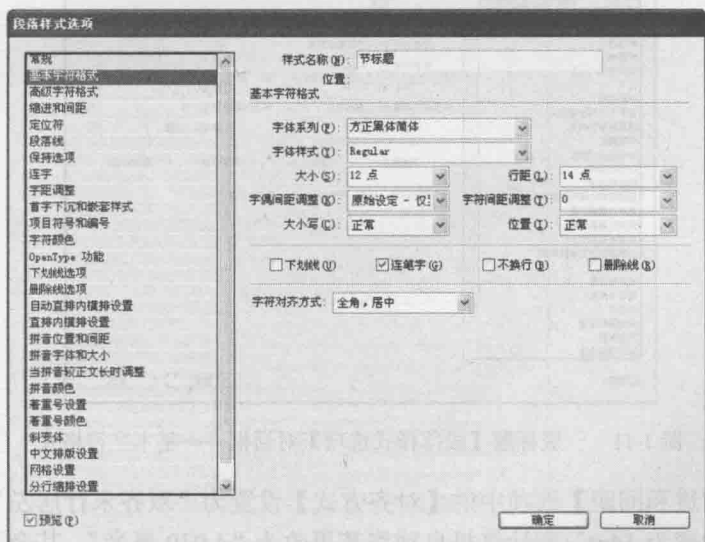 段落样式选项
常规
基本字符格式
高级字符格式
缩进和间距
定位符
段落线
保持选项
连字
字距调整
首字下沉和嵌套样式
项目符号和编号
字符颜色
OpenType 功能
下划线选项
删除线选项
自动直排内横排设置
直排内横排设置
拼音位置和间距
拼音字体和大小
当拼音较正文长时调整
拼音颜色
着重号设置
着重号颜色
斜变体
中文排版设置
网格设置
分行缩排设置
样式名称(N): 节标题
位置:
基本字符格式
字体系列(F): 方正黑体简体
字体样式(Y): Regular
大小(S): 12 点 行距(L): 14 点
字偶间距调整(K): 原始设定 - 仅 字符间距调整(T): 0
大小写(C): 正常 位置(I): 正常
下划线(U) 连笔字(G) 不换行(B) 删除线(R)
字符对齐方式: 全角，居中
预览(P) 确定 取消